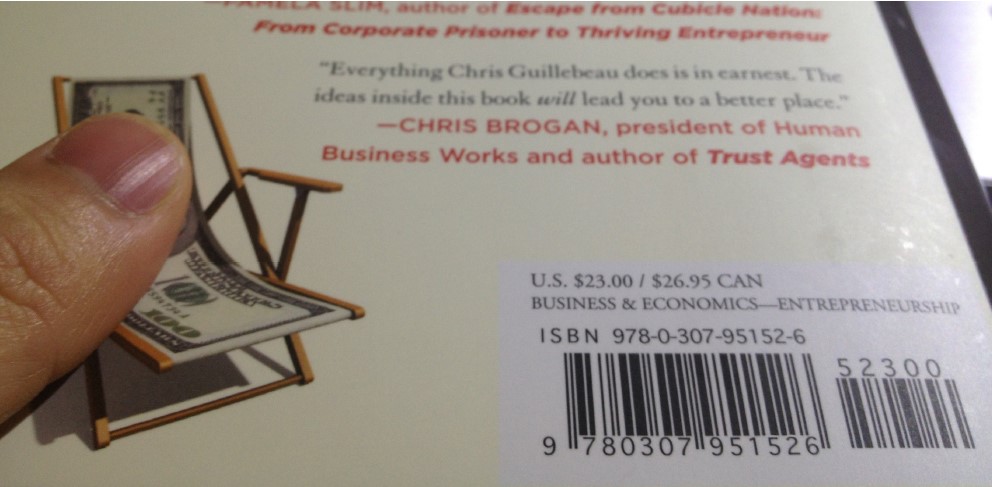 —PAMELA SLIM, author of Escape from Cubicle Nation:
From Corporate Prisoner to Thriving Entrepreneur
“Everything Chris Guillebeau does is in earnest. The
ideas inside this book will lead you to a better place.”
—CHRIS BROGAN, president of Human
Business Works and author of Trust Agents
U.S. $23.00 / $26.95 CAN
BUSINESS & ECONOMICS—ENTREPRENEURSHIP
ISBN 978-0-307-95152-6
52300
9 780307 951526
100